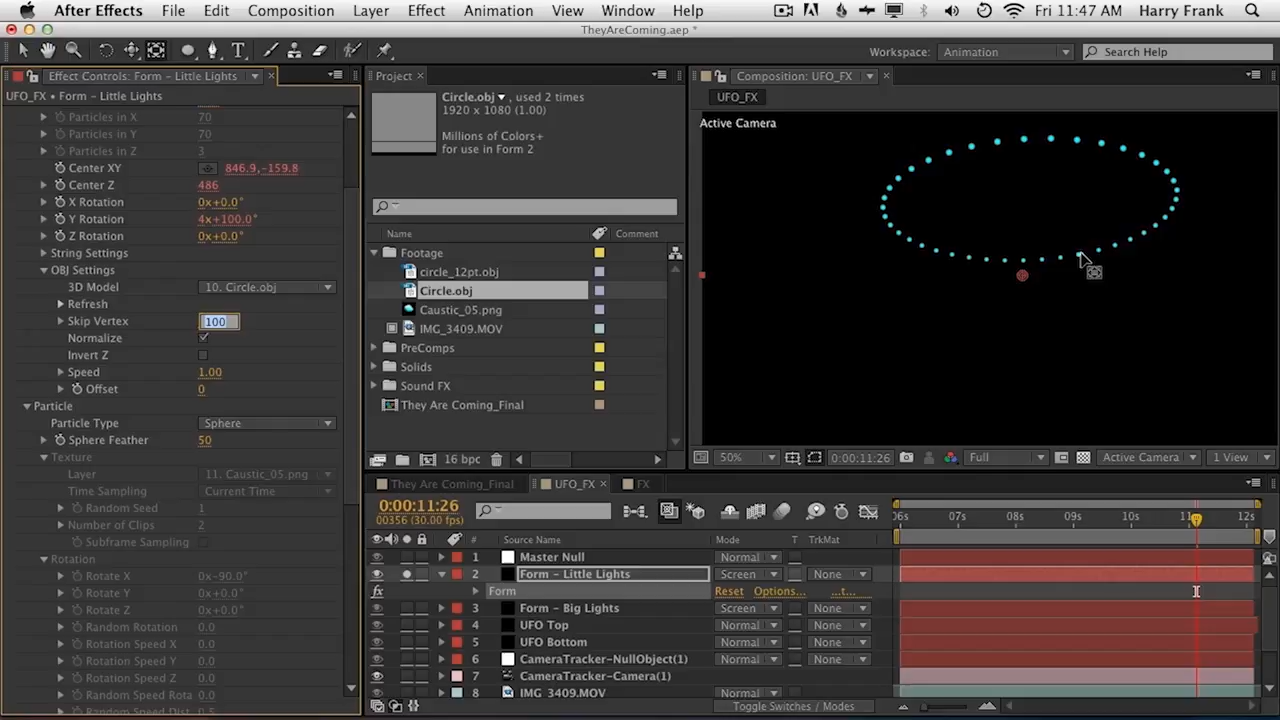 After Effects File Edit Composition Layer Effect Animation View Window Help Fri 11:47 AM Harry Frank
TheyAreComing.aep *
Workspace: Animation Search Help
Effect Controls: Form - Little Lights
UFO_FX • Form - Little Lights
Particles in X 70
Particles in Y 70
Particles in Z 3
Center XY 846.9,-159.8
Center Z 486
X Rotation 0x+0.0°
Y Rotation 4x+100.0°
Z Rotation 0x+0.0°
String Settings
OBJ Settings
3D Model 10. Circle.obj
Refresh
Skip Vertex 100
Normalize
Invert Z
Speed 1.00
Offset 0
Particle
Particle Type Sphere
Sphere Feather 50
Texture
Layer 11. Caustic_05.png
Time Sampling Current Time
Random Seed 1
Number of Clips 2
Subframe Sampling
Rotation
Rotate X 0x-90.0°
Rotate Y 0x+0.0°
Rotate Z 0x+0.0°
Random Rotation 0.0
Rotation Speed X 0.0
Rotation Speed Y 0.0
Rotation Speed Z 0.0
Random Speed Rota 0.0
Random Speed Dist 0.5
Project
Circle.obj , used 2 times
1920 x 1080 (1.00)
Millions of Colors+
for use in Form 2
Name Comment
Footage
circle_12pt.obj
Circle.obj
Caustic_05.png
IMG_3409.MOV
PreComps
Solids
Sound FX
They Are Coming_Final
16 bpc
Composition: UFO_FX
UFO_FX
Active Camera
50% 0:00:11:26 Full Active Camera 1 View
They Are Coming_Final UFO_FX FX
0:00:11:26
00356 (30.00 fps)
06s 07s 08s 09s 10s 11s 12s
# Source Name Mode T TrkMat
1 Master Null Normal
2 Form - Little Lights Screen None
fx Form Reset Options... ...t...
3 Form - Big Lights Screen None
4 UFO Top Normal None
5 UFO Bottom Normal None
6 CameraTracker-NullObject(1) Normal None
7 CameraTracker-Camera(1) Normal None
8 IMG_3409.MOV Normal None
Toggle Switches / Modes